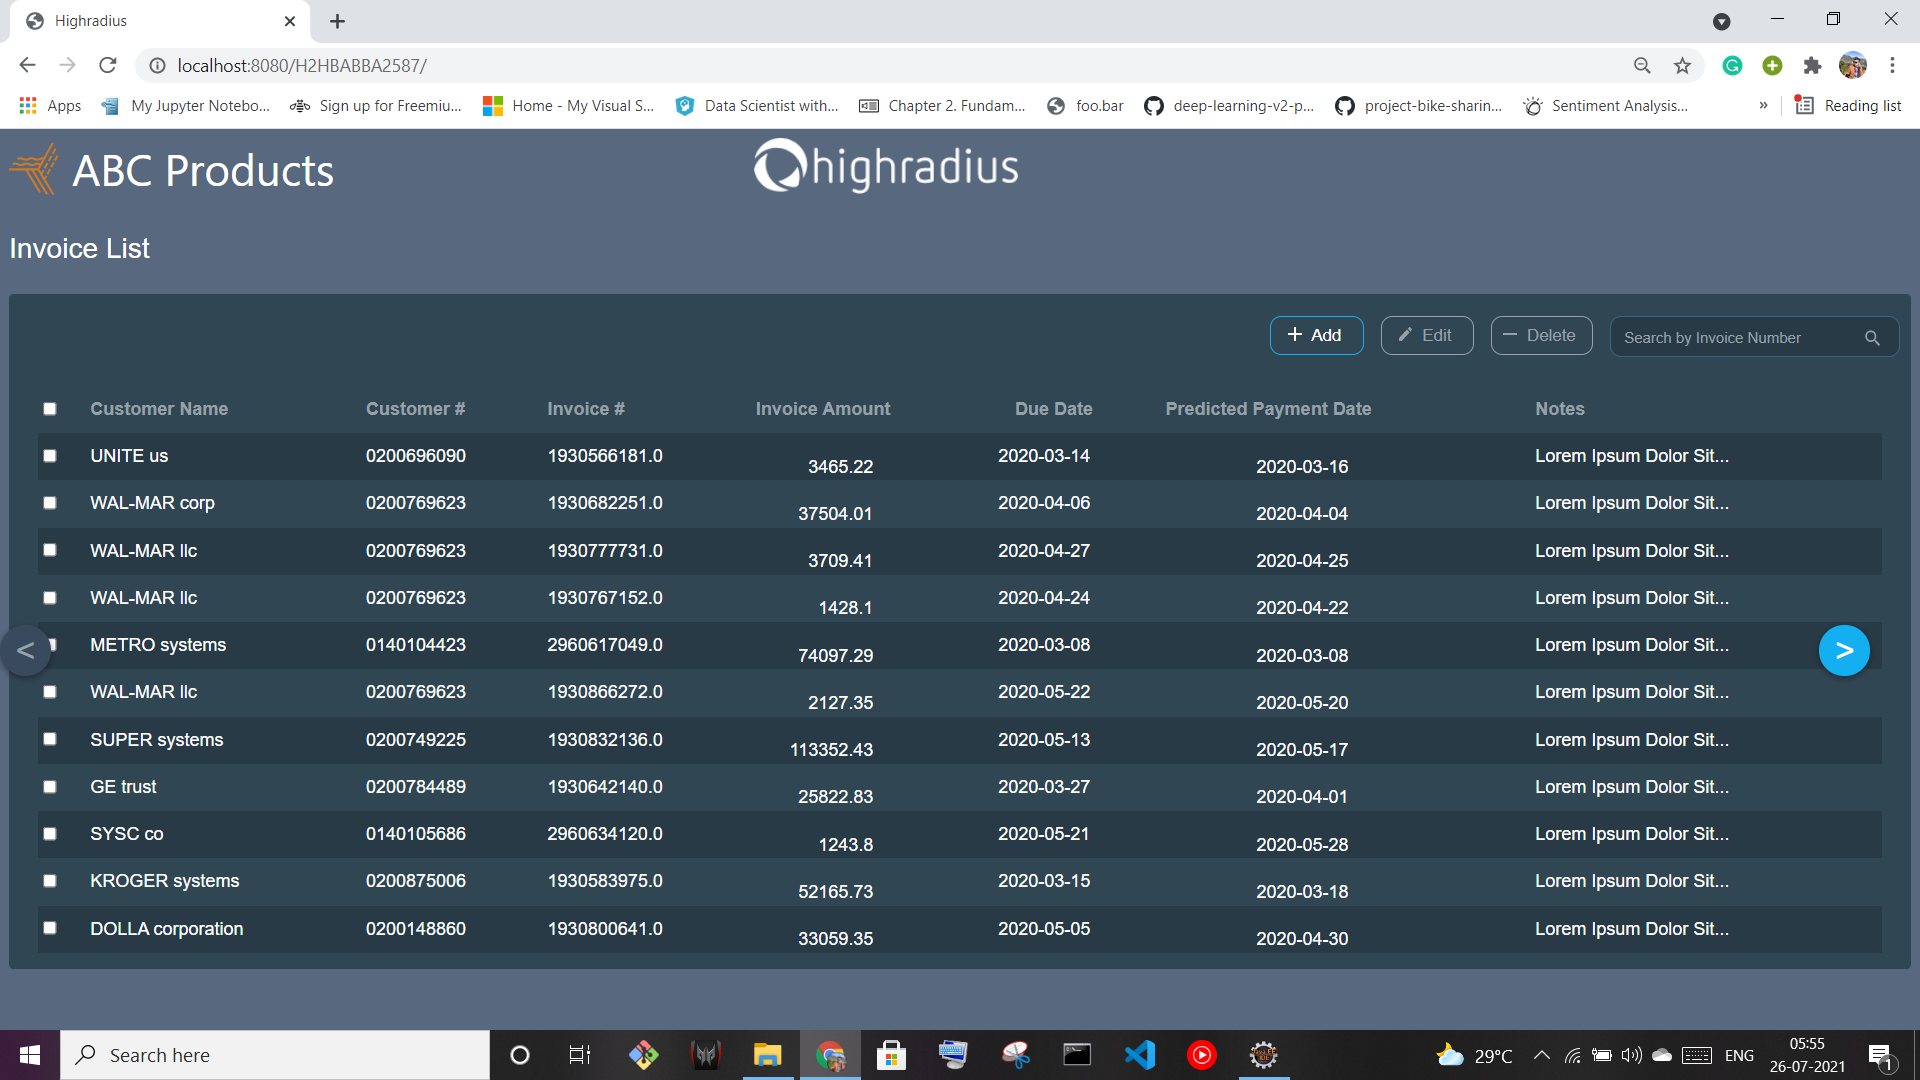 Highradius
localhost:8080/H2HBABBA2587/
Apps My Jupyter Notebo... Sign up for Freemiu... Home - My Visual S... Data Scientist with... Chapter 2. Fundam... foo.bar deep-learning-v2-p... project-bike-sharin... Sentiment Analysis... » Reading list
ABC Products highradius
Invoice List
+ Add Edit Delete Search by Invoice Number
Customer Name Customer # Invoice # Invoice Amount Due Date Predicted Payment Date Notes
UNITE us 0200696090 1930566181.0 3465.22 2020-03-14 2020-03-16 Lorem Ipsum Dolor Sit...
WAL-MAR corp 0200769623 1930682251.0 37504.01 2020-04-06 2020-04-04 Lorem Ipsum Dolor Sit...
WAL-MAR llc 0200769623 1930777731.0 3709.41 2020-04-27 2020-04-25 Lorem Ipsum Dolor Sit...
WAL-MAR llc 0200769623 1930767152.0 1428.1 2020-04-24 2020-04-22 Lorem Ipsum Dolor Sit...
< METRO systems 0140104423 2960617049.0 74097.29 2020-03-08 2020-03-08 Lorem Ipsum Dolor Sit... >
WAL-MAR llc 0200769623 1930866272.0 2127.35 2020-05-22 2020-05-20 Lorem Ipsum Dolor Sit...
SUPER systems 0200749225 1930832136.0 113352.43 2020-05-13 2020-05-17 Lorem Ipsum Dolor Sit...
GE trust 0200784489 1930642140.0 25822.83 2020-03-27 2020-04-01 Lorem Ipsum Dolor Sit...
SYSC co 0140105686 2960634120.0 1243.8 2020-05-21 2020-05-28 Lorem Ipsum Dolor Sit...
KROGER systems 0200875006 1930583975.0 52165.73 2020-03-15 2020-03-18 Lorem Ipsum Dolor Sit...
DOLLA corporation 0200148860 1930800641.0 33059.35 2020-05-05 2020-04-30 Lorem Ipsum Dolor Sit...
Search here 29°C ENG 05:55
26-07-2021 1